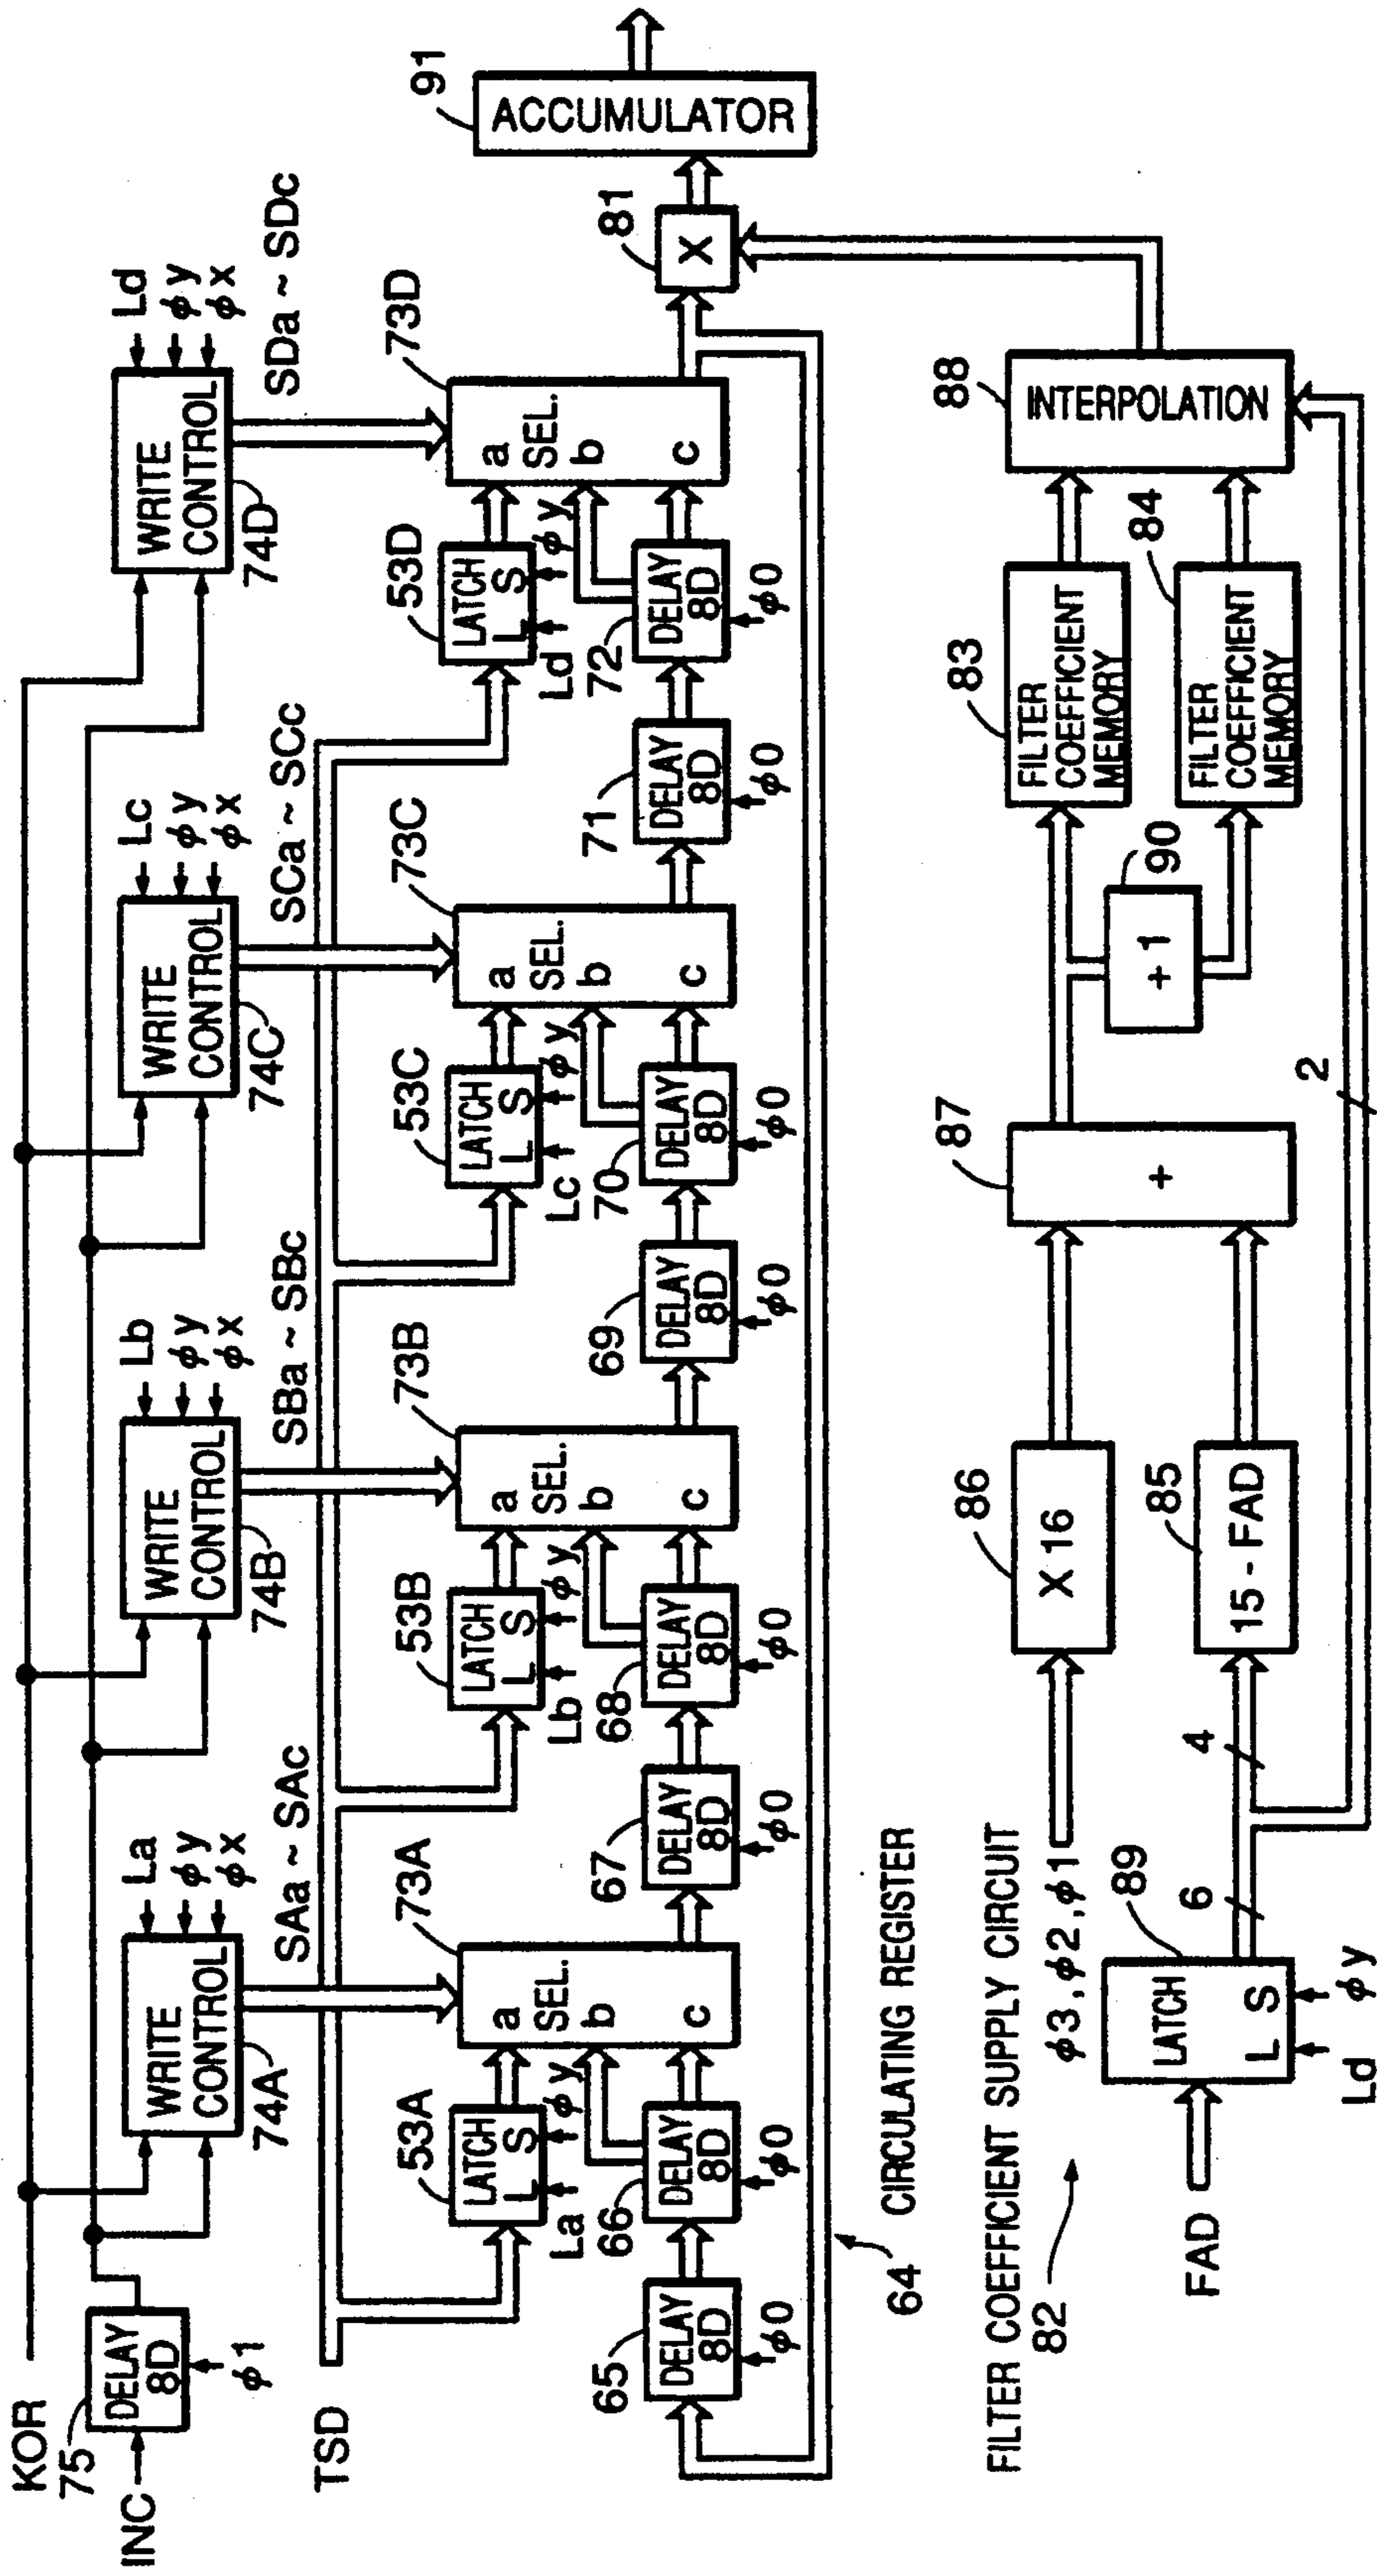 KOR
75
DELAY
8D
φ1
INC
TSD
WRITE
CONTROL
74A
La
φy
φx
SAa ~ SAc
WRITE
CONTROL
74B
Lb
φy
φx
SBa ~ SBc
WRITE
CONTROL
74C
Lc
φy
φx
SCa ~ SCc
WRITE
CONTROL
74D
Ld
φy
φx
SDa ~ SDc
53A
LATCH
L S
La
φy
73A
a
SEL.
b
c
53B
LATCH
L S
Lb
φy
73B
a
SEL.
b
c
53C
LATCH
L S
Lc
φy
73C
a
SEL.
b
c
53D
LATCH
L S
Ld
φy
73D
a
SEL.
b
c
65
DELAY
8D
φ0
66
DELAY
8D
φ0
67
DELAY
8D
φ0
68
DELAY
8D
φ0
69
DELAY
8D
φ0
70
DELAY
8D
φ0
71
DELAY
8D
φ0
72
DELAY
8D
φ0
81
X
91
ACCUMULATOR
64 CIRCULATING REGISTER
FILTER COEFFICIENT SUPPLY CIRCUIT
82
φ3, φ2, φ1
86
X 16
FAD
89
LATCH
L S
Ld
φy
6
4
85
15 - FAD
87
+
2
90
+ 1
83
FILTER
COEFFICIENT
MEMORY
84
FILTER
COEFFICIENT
MEMORY
88
INTERPOLATION